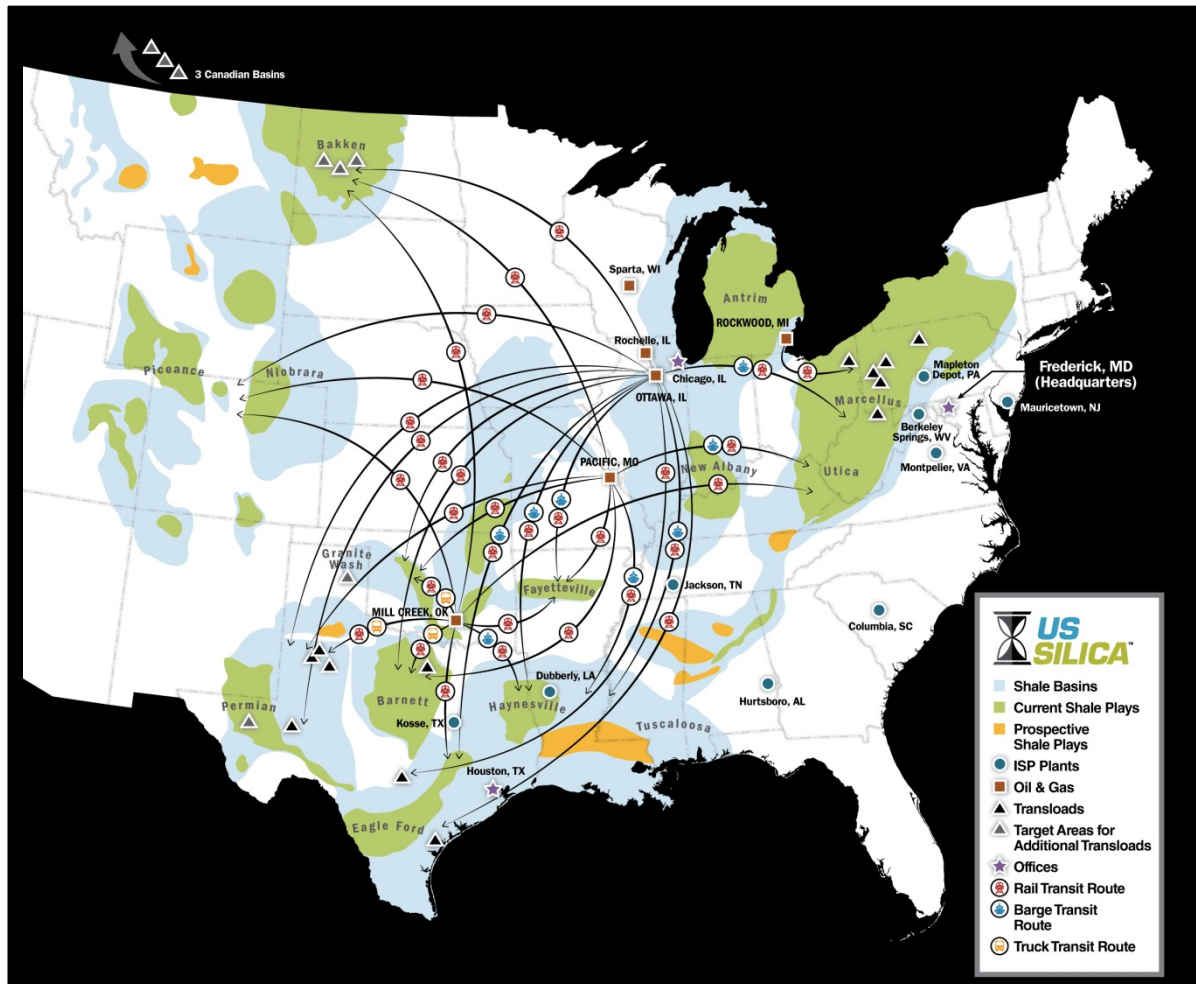 3 Canadian Basins
Bakken
Sparta, WI
Antrim
ROCKWOOD, MI
Rochelle, IL
Chicago, IL
OTTAWA, IL
Piceance
Niobrara
Mapleton
Depot, PA
Frederick, MD
(Headquarters)
Marcellus
Mauricetown, NJ
Berkeley
Springs, WV
Montpelier, VA
PACIFIC, MO
New Albany
Utica
Granite
Wash
Fayetteville
Jackson, TN
MILL CREEK, OK
Columbia, SC
Dubberly, LA
Hurtsboro, AL
Permian
Barnett
Haynesville
Kosse, TX
Tuscaloosa
Houston, TX
Eagle Ford
US
SILICA™
Shale Basins
Current Shale Plays
Prospective
Shale Plays
ISP Plants
Oil & Gas
Transloads
Target Areas for
Additional Transloads
Offices
Rail Transit Route
Barge Transit
Route
Truck Transit Route